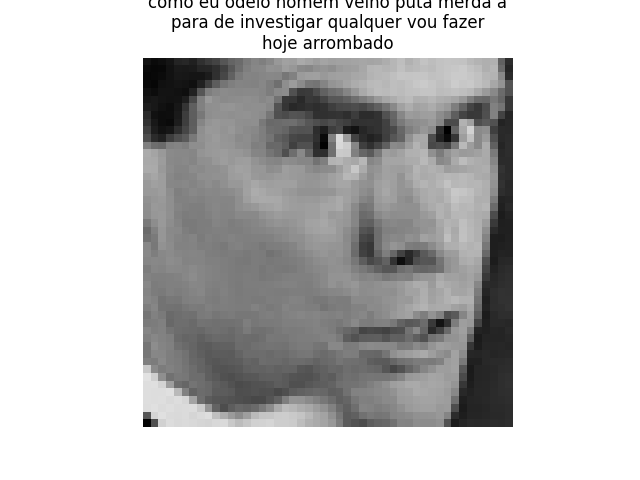 como eu odeio homem velho puta merda a
para de investigar qualquer vou fazer
hoje arrombado